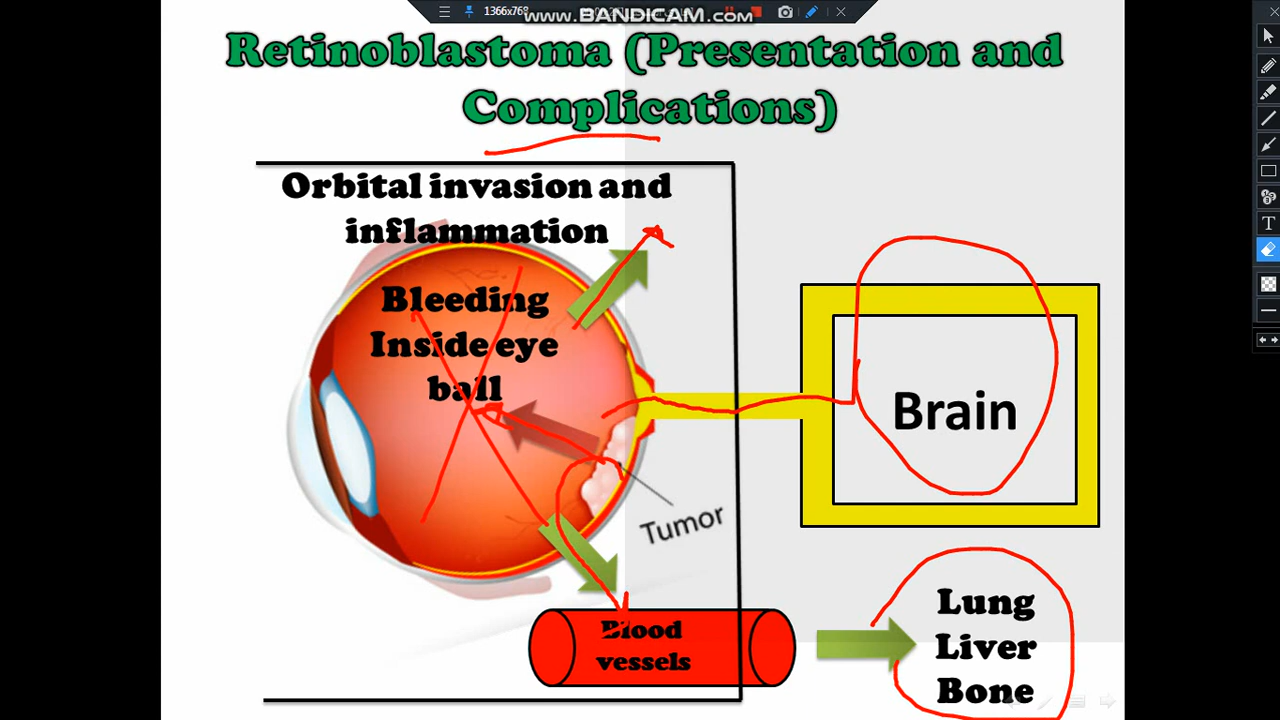 1366x768
www.BANDICAM.com
Retinoblastoma (Presentation and
Complications)
Orbital invasion and
inflammation
Bleeding
Inside eye
ball
Brain
Tumor
Blood
vessels
Lung
Liver
Bone
T